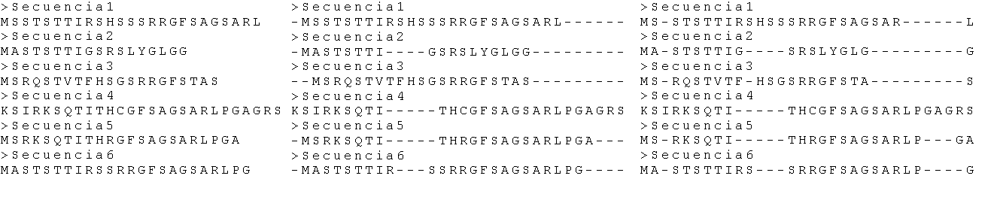 >Secuencia1
MSSTSTTIRSHSSSRRGFSAGSARL
>Secuencia2
MASTSTTIGSRSLYGLGG
>Secuencia3
MSRQSTVTFHSGSRRGFSTAS
>Secuencia4
KSIRKSQTITHCGFSAGSARLPGAGRS
>Secuencia5
MSRKSQTITHRGFSAGSARLPGA
>Secuencia6
MASTSTTIRSSRRGFSAGSARLPG
>Secuencia1
-MSSTSTTIRSHSSSRRGFSAGSARL------
>Secuencia2
-MASTSTTI----GSRSLYGLGG---------
>Secuencia3
--MSRQSTVTFHSGSRRGFSTAS---------
>Secuencia4
KSIRKSQTI-----THCGFSAGSARLPGAGRS
>Secuencia5
-MSRKSQTI-----THRGFSAGSARLPGA---
>Secuencia6
-MASTSTTIR---SSRRGFSAGSARLPG----
>Secuencia1
MS-STSTTIRSHSSSRRGFSAGSAR------L
>Secuencia2
MA-STSTTIG----SRSLYGLG---------G
>Secuencia3
MS-RQSTVTF-HSGSRRGFSTA---------S
>Secuencia4
KSIRKSQTI-----THCGFSAGSARLPGAGRS
>Secuencia5
MS-RKSQTI-----THRGFSAGSARLP---GA
>Secuencia6
MA-STSTTIRS---SRRGFSAGSARLP----G